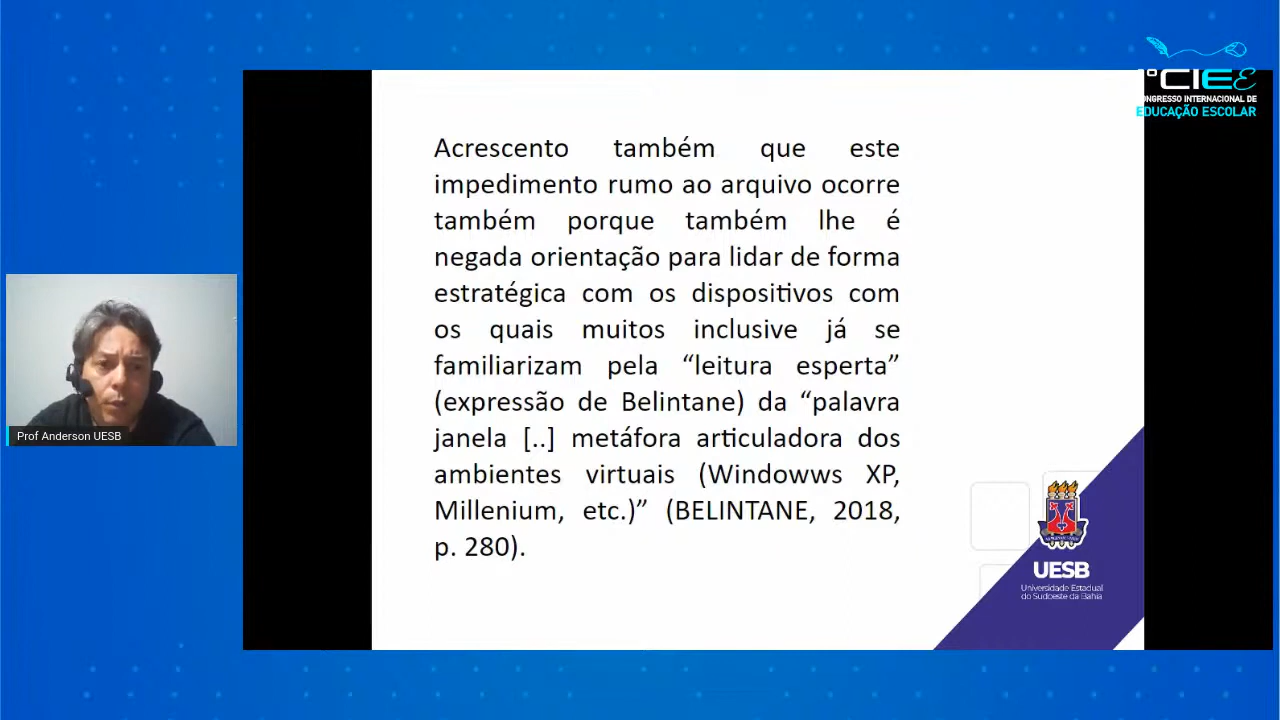 CIEE
CONGRESSO INTERNACIONAL DE
EDUCAÇÃO ESCOLAR
Acrescento também que este
impedimento rumo ao arquivo ocorre
também porque também lhe é
negada orientação para lidar de forma
estratégica com os dispositivos com
os quais muitos inclusive já se
familiarizam pela “leitura esperta”
(expressão de Belintane) da “palavra
janela [..] metáfora articuladora dos
ambientes virtuais (Windowws XP,
Millenium, etc.)” (BELINTANE, 2018,
p. 280).
Prof Anderson UESB
UESB
Universidade Estadual
do Sudoeste da Bahia